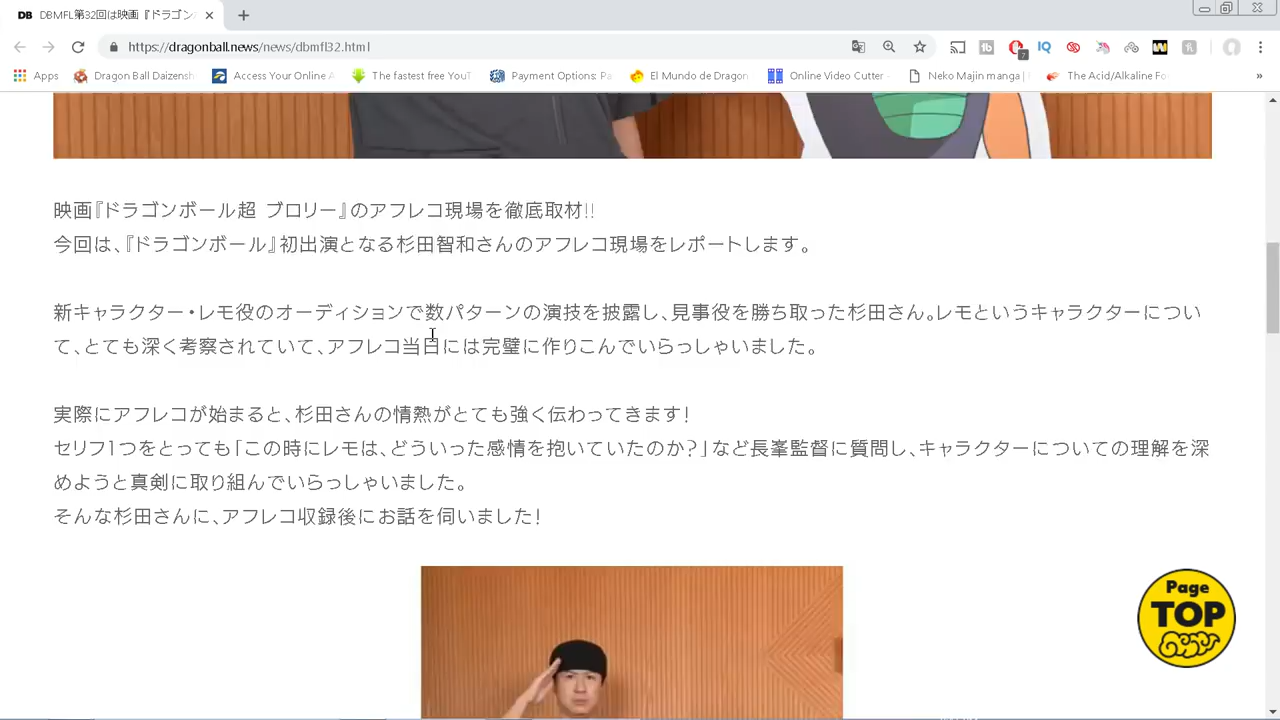 DB DBMFL第32回は映画『ドラゴン
https://dragonball.news/news/dbmfl32.html
Apps Dragon Ball Daizensh Access Your Online A The fastest free YouT Payment Options: Pa El Mundo de Dragon Online Video Cutter - Neko Majin manga | The Acid/Alkaline Fo »
映画『ドラゴンボール超 ブロリー』のアフレコ現場を徹底取材!!
今回は、『ドラゴンボール』初出演となる杉田智和さんのアフレコ現場をレポートします。
新キャラクター・レモ役のオーディションで数パターンの演技を披露し、見事役を勝ち取った杉田さん。レモというキャラクターについ
て、とても深く考察されていて、アフレコ当日には完璧に作りこんでいらっしゃいました。
実際にアフレコが始まると、杉田さんの情熱がとても強く伝わってきます!
セリフ1つをとっても「この時にレモは、どういった感情を抱いていたのか?」など長峯監督に質問し、キャラクターについての理解を深
めようと真剣に取り組んでいらっしゃいました。
そんな杉田さんに、アフレコ収録後にお話を伺いました!
Page
TOP